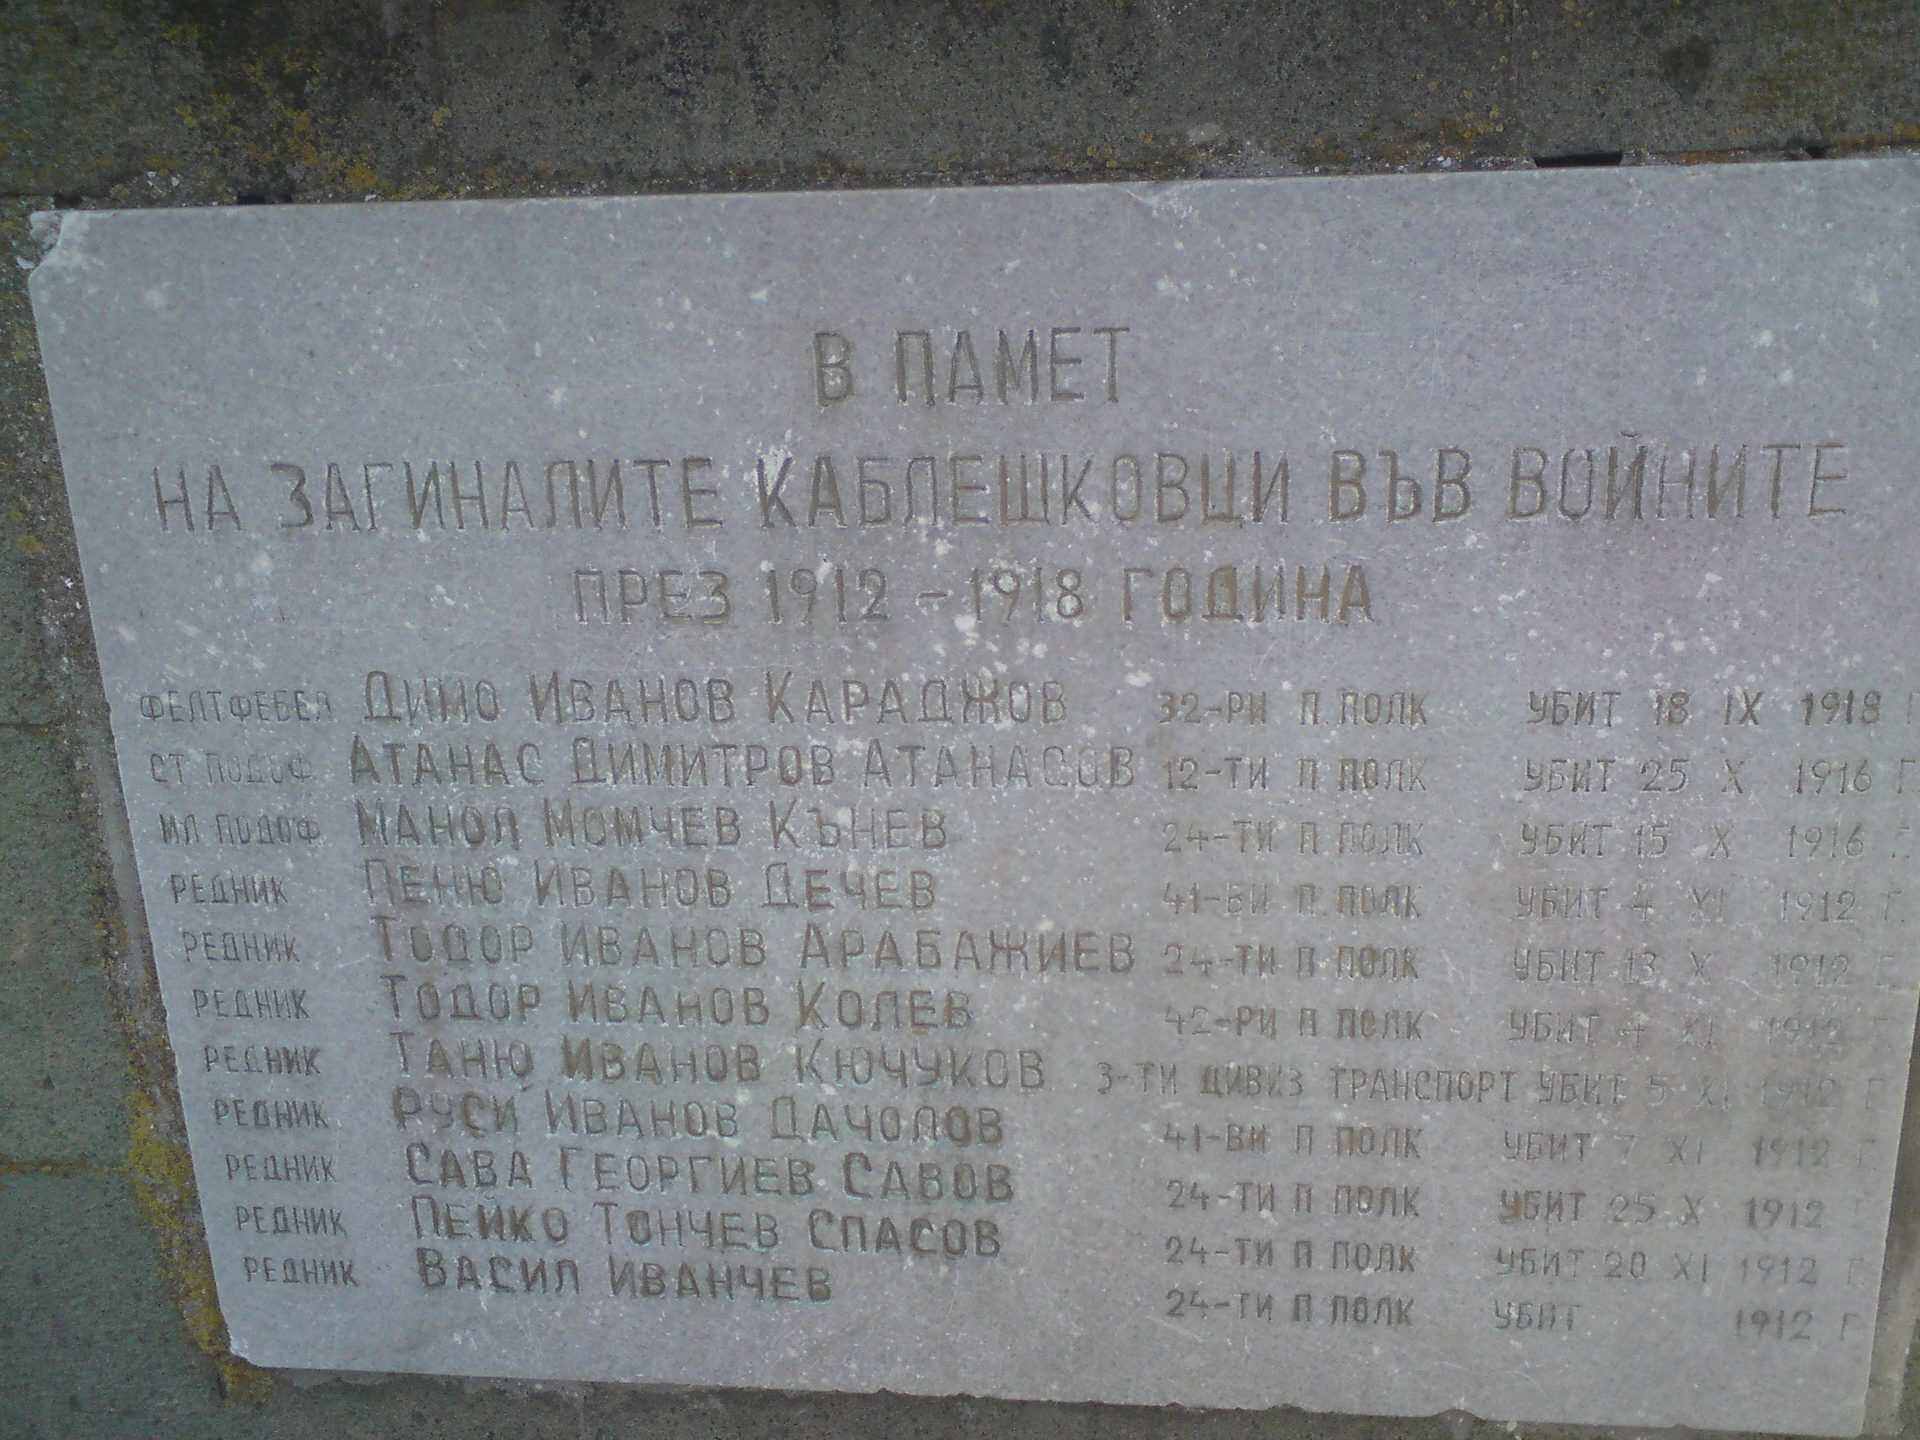 В ПАМЕТ
НА ЗАГИНАЛИТЕ КАБЛЕШКОВЦИ ВЪВ ВОЙНИТЕ
ПРЕЗ 1912 – 1918 ГОДИНА
ФЕЛТФЕБЕЛ ДИМО ИВАНОВ КАРАДЖОВ 32-РИ П. ПОЛК УБИТ 18 IX 1918 Г
СТ ПОДОФ. АТАНАС ДИМИТРОВ АТАНАСОВ 12-ТИ П ПОЛК УБИТ 25 X 1916 Г.
МЛ ПОДОФ МАНОЛ МОМЧЕВ КЪНЕВ 24-ТИ П ПОЛК УБИТ 15 X 1916 Г.
РЕДНИК ПЕНЮ ИВАНОВ ДЕЧЕВ 41-ВИ П. ПОЛК УБИТ 4 XI 1912 Г.
РЕДНИК ТОДОР ИВАНОВ АРАБАЖИЕВ 24-ТИ П ПОЛК УБИТ 13 X 1912 Г.
РЕДНИК ТОДОР ИВАНОВ КОЛЕВ 42-РИ П ПОЛК УБИТ 4 XI 1912 Г
РЕДНИК ТАНЮ ИВАНОВ КЮЧУКОВ 3-ТИ ДИВИЗ ТРАНСПОРТ УБИТ 5 XI 1912 Г
РЕДНИК РУСИ ИВАНОВ ДАЧОЛОВ 41-ВИ П ПОЛК УБИТ 7 XI 1912 Г.
РЕДНИК САВА ГЕОРГИЕВ САВОВ 24-ТИ П ПОЛК УБИТ 25 X 1912
РЕДНИК ПЕЙКО ТОНЧЕВ СПАСОВ 24-ТИ П ПОЛК УБИТ 20 XI 1912 Г
РЕДНИК ВАСИЛ ИВАНЧЕВ 24-ТИ П ПОЛК УБИТ 1912 Г